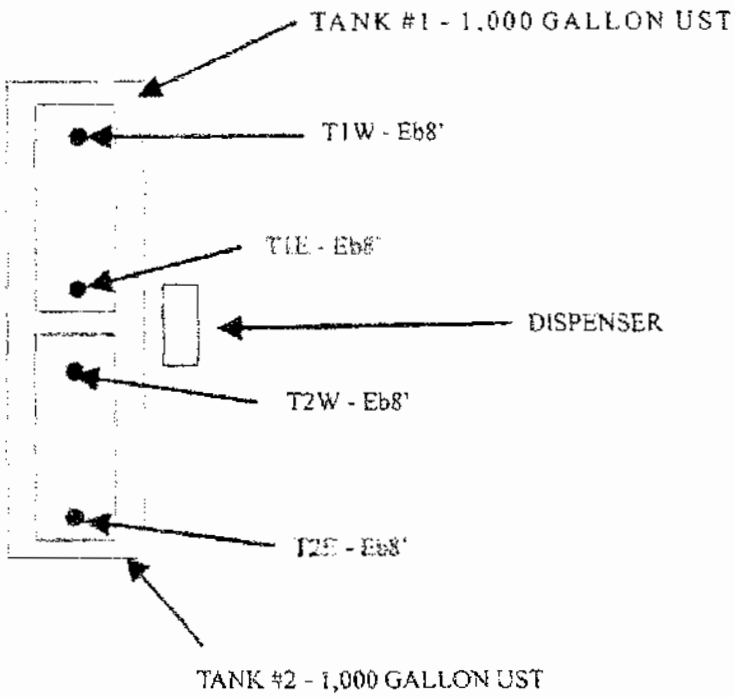 TANK #1 - 1,000 GALLON UST
T1W - Eb8'
T1E - Eb8'
DISPENSER
T2W - Eb8'
T2E - Eb8'
TANK #2 - 1,000 GALLON UST